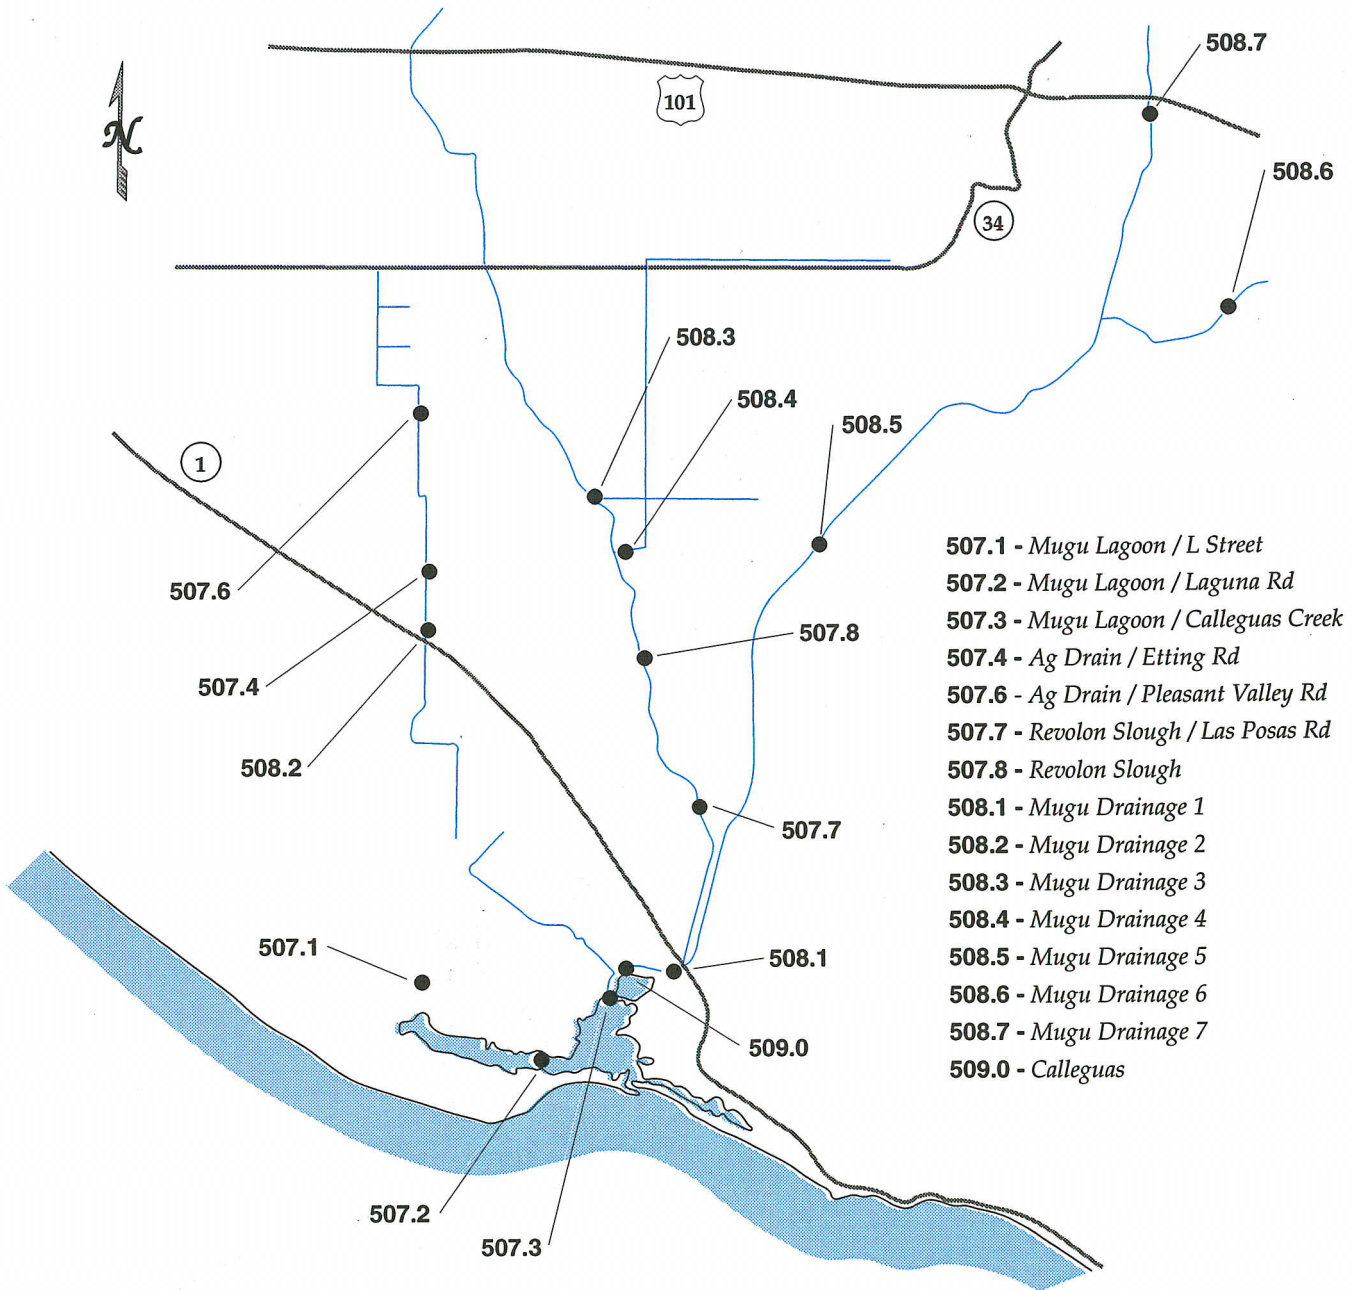 508.7
101
N
508.6
34
508.3
508.4
508.5
1
507.6
507.8
507.4
508.2
507.7
507.1
508.1
509.0
507.2
507.3
507.1 - Mugu Lagoon / L Street
507.2 - Mugu Lagoon / Laguna Rd
507.3 - Mugu Lagoon / Calleguas Creek
507.4 - Ag Drain / Etting Rd
507.6 - Ag Drain / Pleasant Valley Rd
507.7 - Revolon Slough / Las Posas Rd
507.8 - Revolon Slough
508.1 - Mugu Drainage 1
508.2 - Mugu Drainage 2
508.3 - Mugu Drainage 3
508.4 - Mugu Drainage 4
508.5 - Mugu Drainage 5
508.6 - Mugu Drainage 6
508.7 - Mugu Drainage 7
509.0 - Calleguas